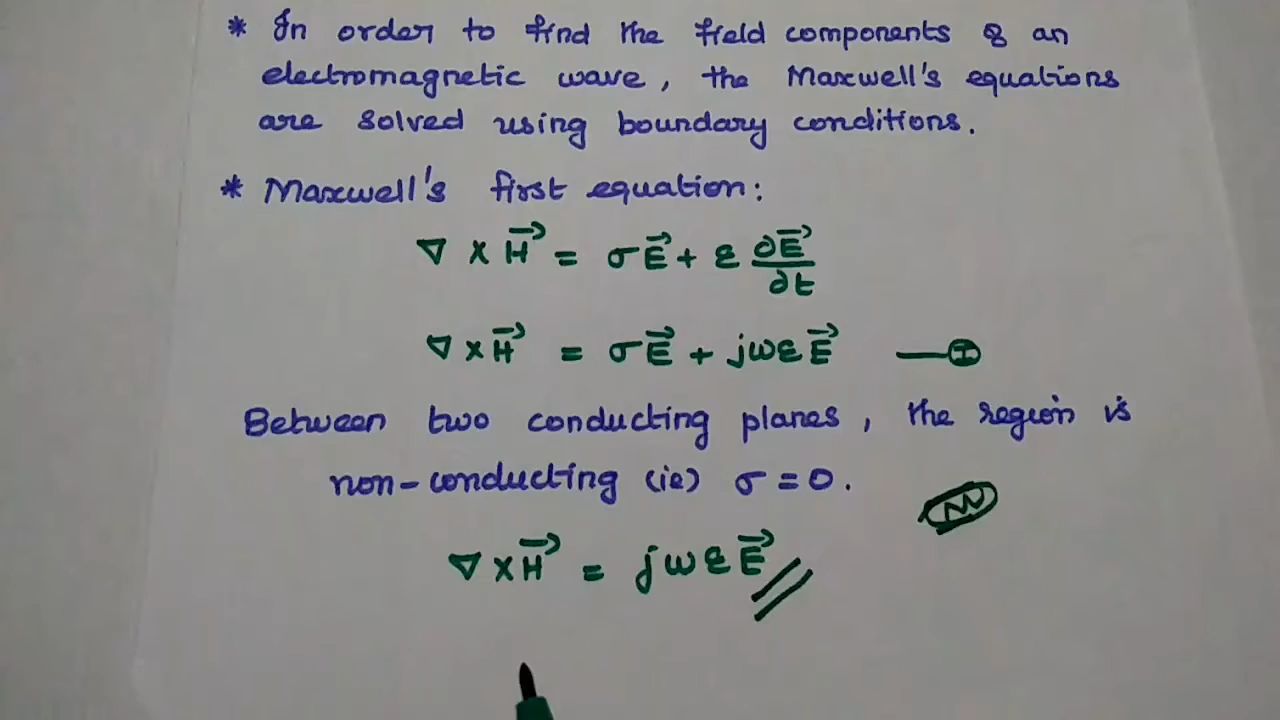 * In order to find the field components of an
electromagnetic wave, the Maxwell's equations
are solved using boundary conditions.
* Maxwell's first equation:
∇ × H⃗ = σE⃗ + ε ∂E⃗/∂t
∇ × H⃗ = σE⃗ + jωεE⃗ —①
Between two conducting planes, the region is
non-conducting (ie) σ = 0.
∇ × H⃗ = jωεE⃗ //